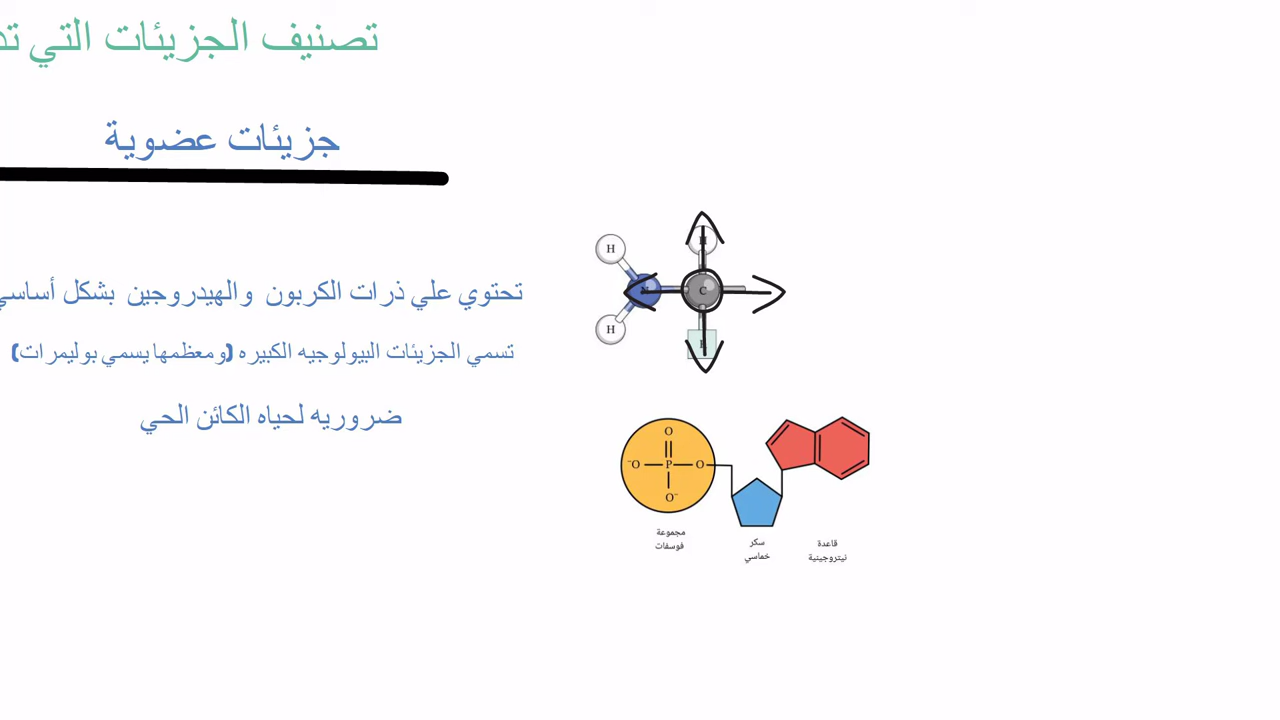 تصنيف الجزيئات التي
جزيئات عضوية
تحتوي علي ذرات الكربون والهيدروجين بشكل أساسي
تسمي الجزيئات البيولوجيه الكبيره (ومعظمها يسمي بوليمرات)
ضروريه لحياه الكائن الحي
H
H
N
C
H
O
⁻O
P
O
O⁻
مجموعة
فوسفات
سكر
خماسي
قاعدة
نيتروجينية